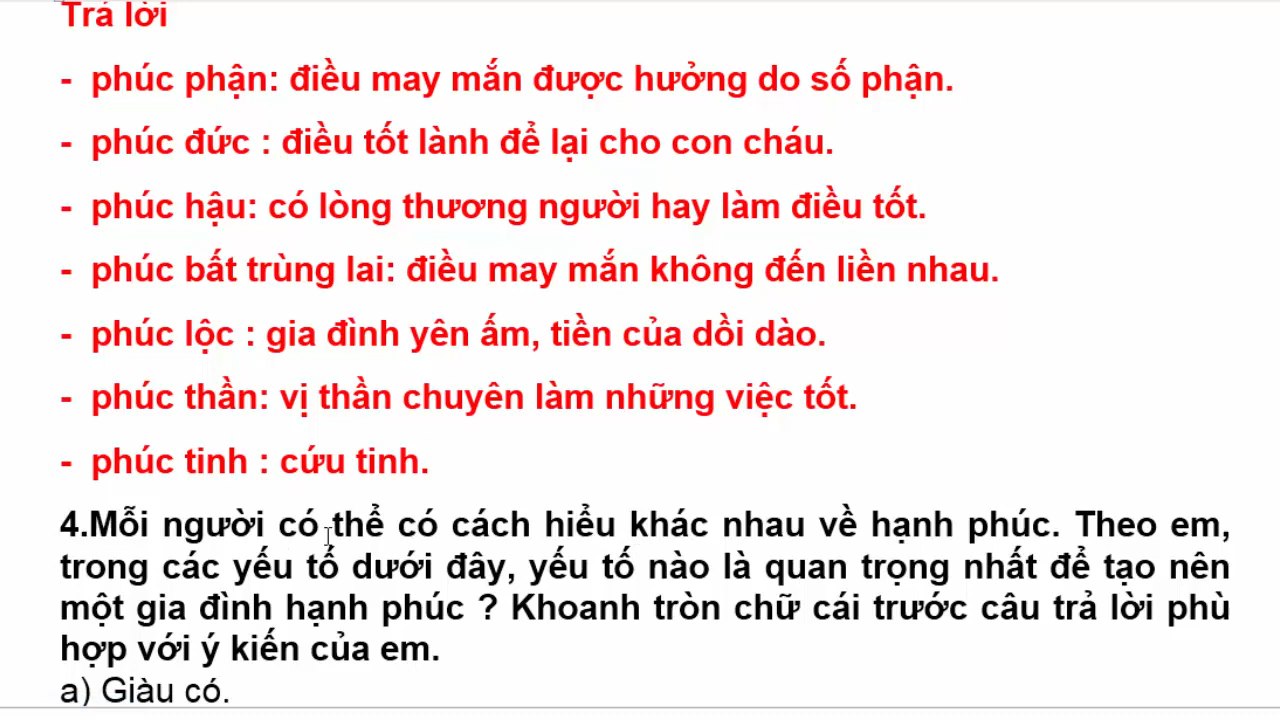 Trả lời
- phúc phận: điều may mắn được hưởng do số phận.
- phúc đức : điều tốt lành để lại cho con cháu.
- phúc hậu: có lòng thương người hay làm điều tốt.
- phúc bất trùng lai: điều may mắn không đến liền nhau.
- phúc lộc : gia đình yên ấm, tiền của dồi dào.
- phúc thần: vị thần chuyên làm những việc tốt.
- phúc tinh : cứu tinh.
4.Mỗi người có thể có cách hiểu khác nhau về hạnh phúc. Theo em,
trong các yếu tố dưới đây, yếu tố nào là quan trọng nhất để tạo nên
một gia đình hạnh phúc ? Khoanh tròn chữ cái trước câu trả lời phù
hợp với ý kiến của em.
a) Giàu có.